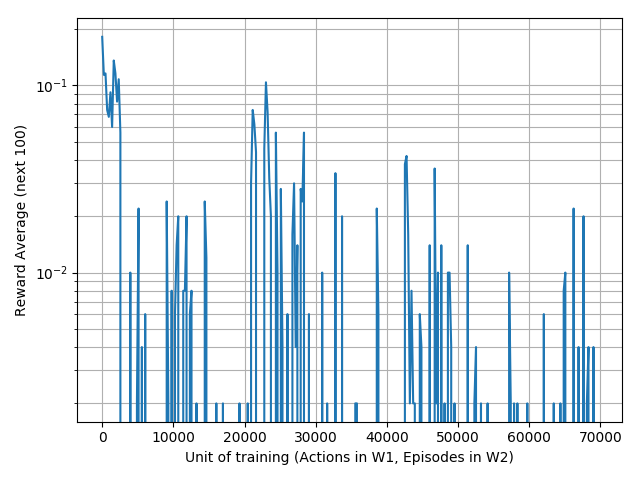 Reward Average (next 100)
10⁻¹
10⁻²
0 10000 20000 30000 40000 50000 60000 70000
Unit of training (Actions in W1, Episodes in W2)